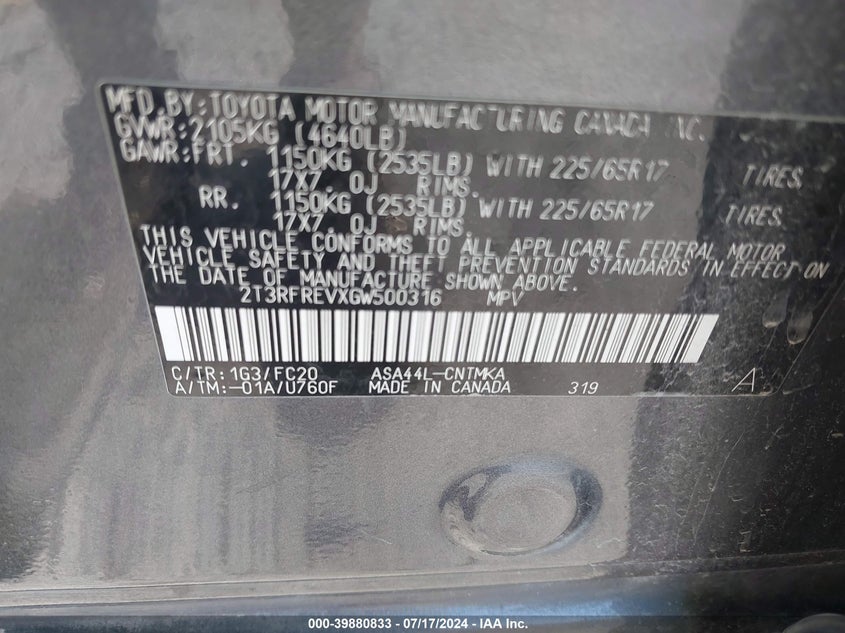 MFD.BY:TOYOTA MOTOR MANUFACTURING CANADA INC.
GVWR:2105KG (4640LB)
GAWR:FRT. 1150KG (2535LB) WITH 225/65R17 TIRES,
17X7.0J RIMS.
RR. 1150KG (2535LB) WITH 225/65R17 TIRES,
17X7.0J RIMS.
THIS VEHICLE CONFORMS TO ALL APPLICABLE FEDERAL MOTOR
VEHICLE SAFETY AND THEFT PREVENTION STANDARDS IN EFFECT ON
THE DATE OF MANUFACTURE SHOWN ABOVE.
2T3RFREVXGW500316 MPV
C/TR: 1G3/FC20 ASA44L-CNTMKA
A/TM:-01A/U760F MADE IN CANADA 319 A
000-39880833 - 07/17/2024 - IAA Inc.